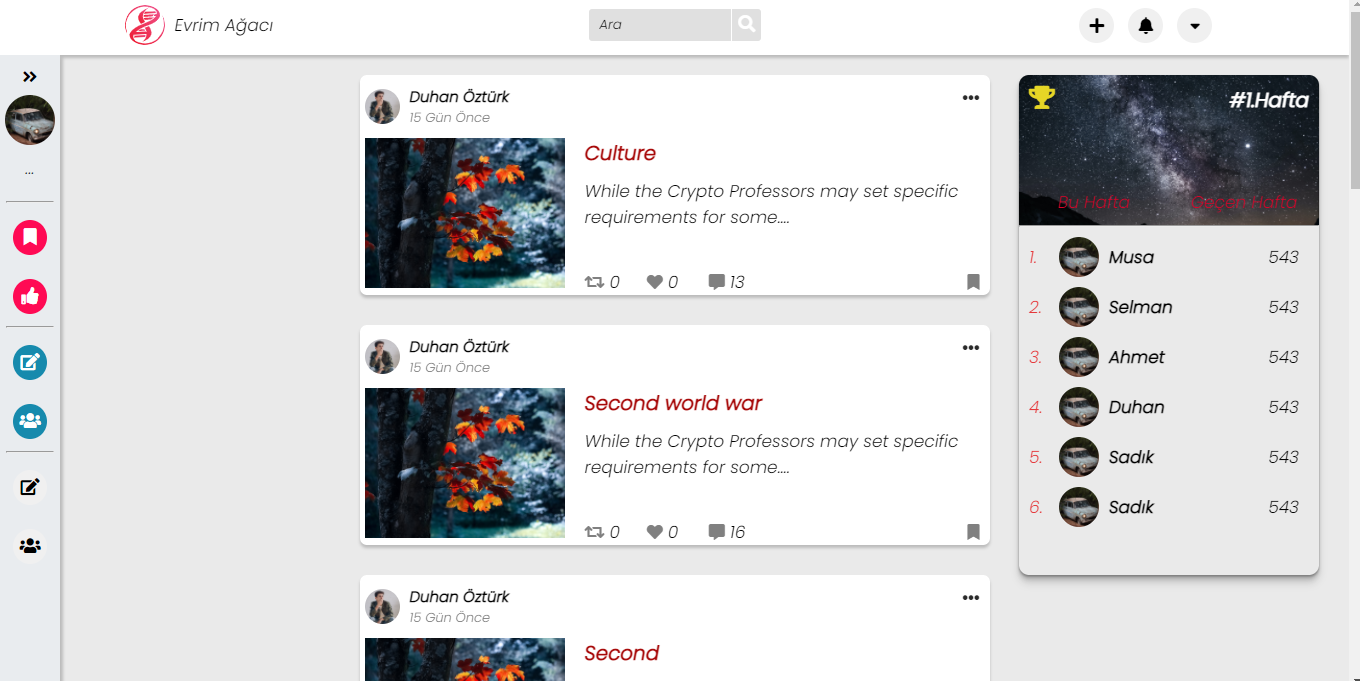 Evrim Ağacı
Ara
...
Duhan Öztürk
15 Gün Önce
Culture
While the Crypto Professors may set specific
requirements for some....
0 0 13
Duhan Öztürk
15 Gün Önce
Second world war
While the Crypto Professors may set specific
requirements for some....
0 0 16
Duhan Öztürk
15 Gün Önce
Second
#1.Hafta
Bu Hafta Geçen Hafta
1. Musa 543
2. Selman 543
3. Ahmet 543
4. Duhan 543
5. Sadık 543
6. Sadık 543